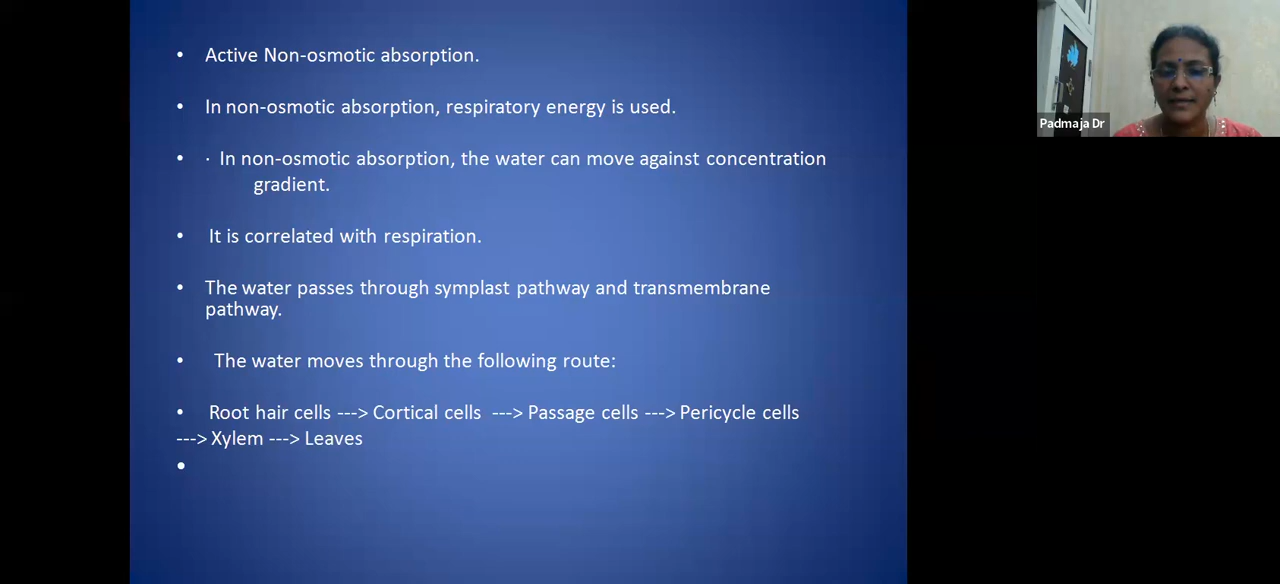 • Active Non-osmotic absorption.
• In non-osmotic absorption, respiratory energy is used.
• · In non-osmotic absorption, the water can move against concentration
gradient.
• It is correlated with respiration.
• The water passes through symplast pathway and transmembrane
pathway.
• The water moves through the following route:
• Root hair cells ---> Cortical cells ---> Passage cells ---> Pericycle cells
---> Xylem ---> Leaves
•
Padmaja Dr